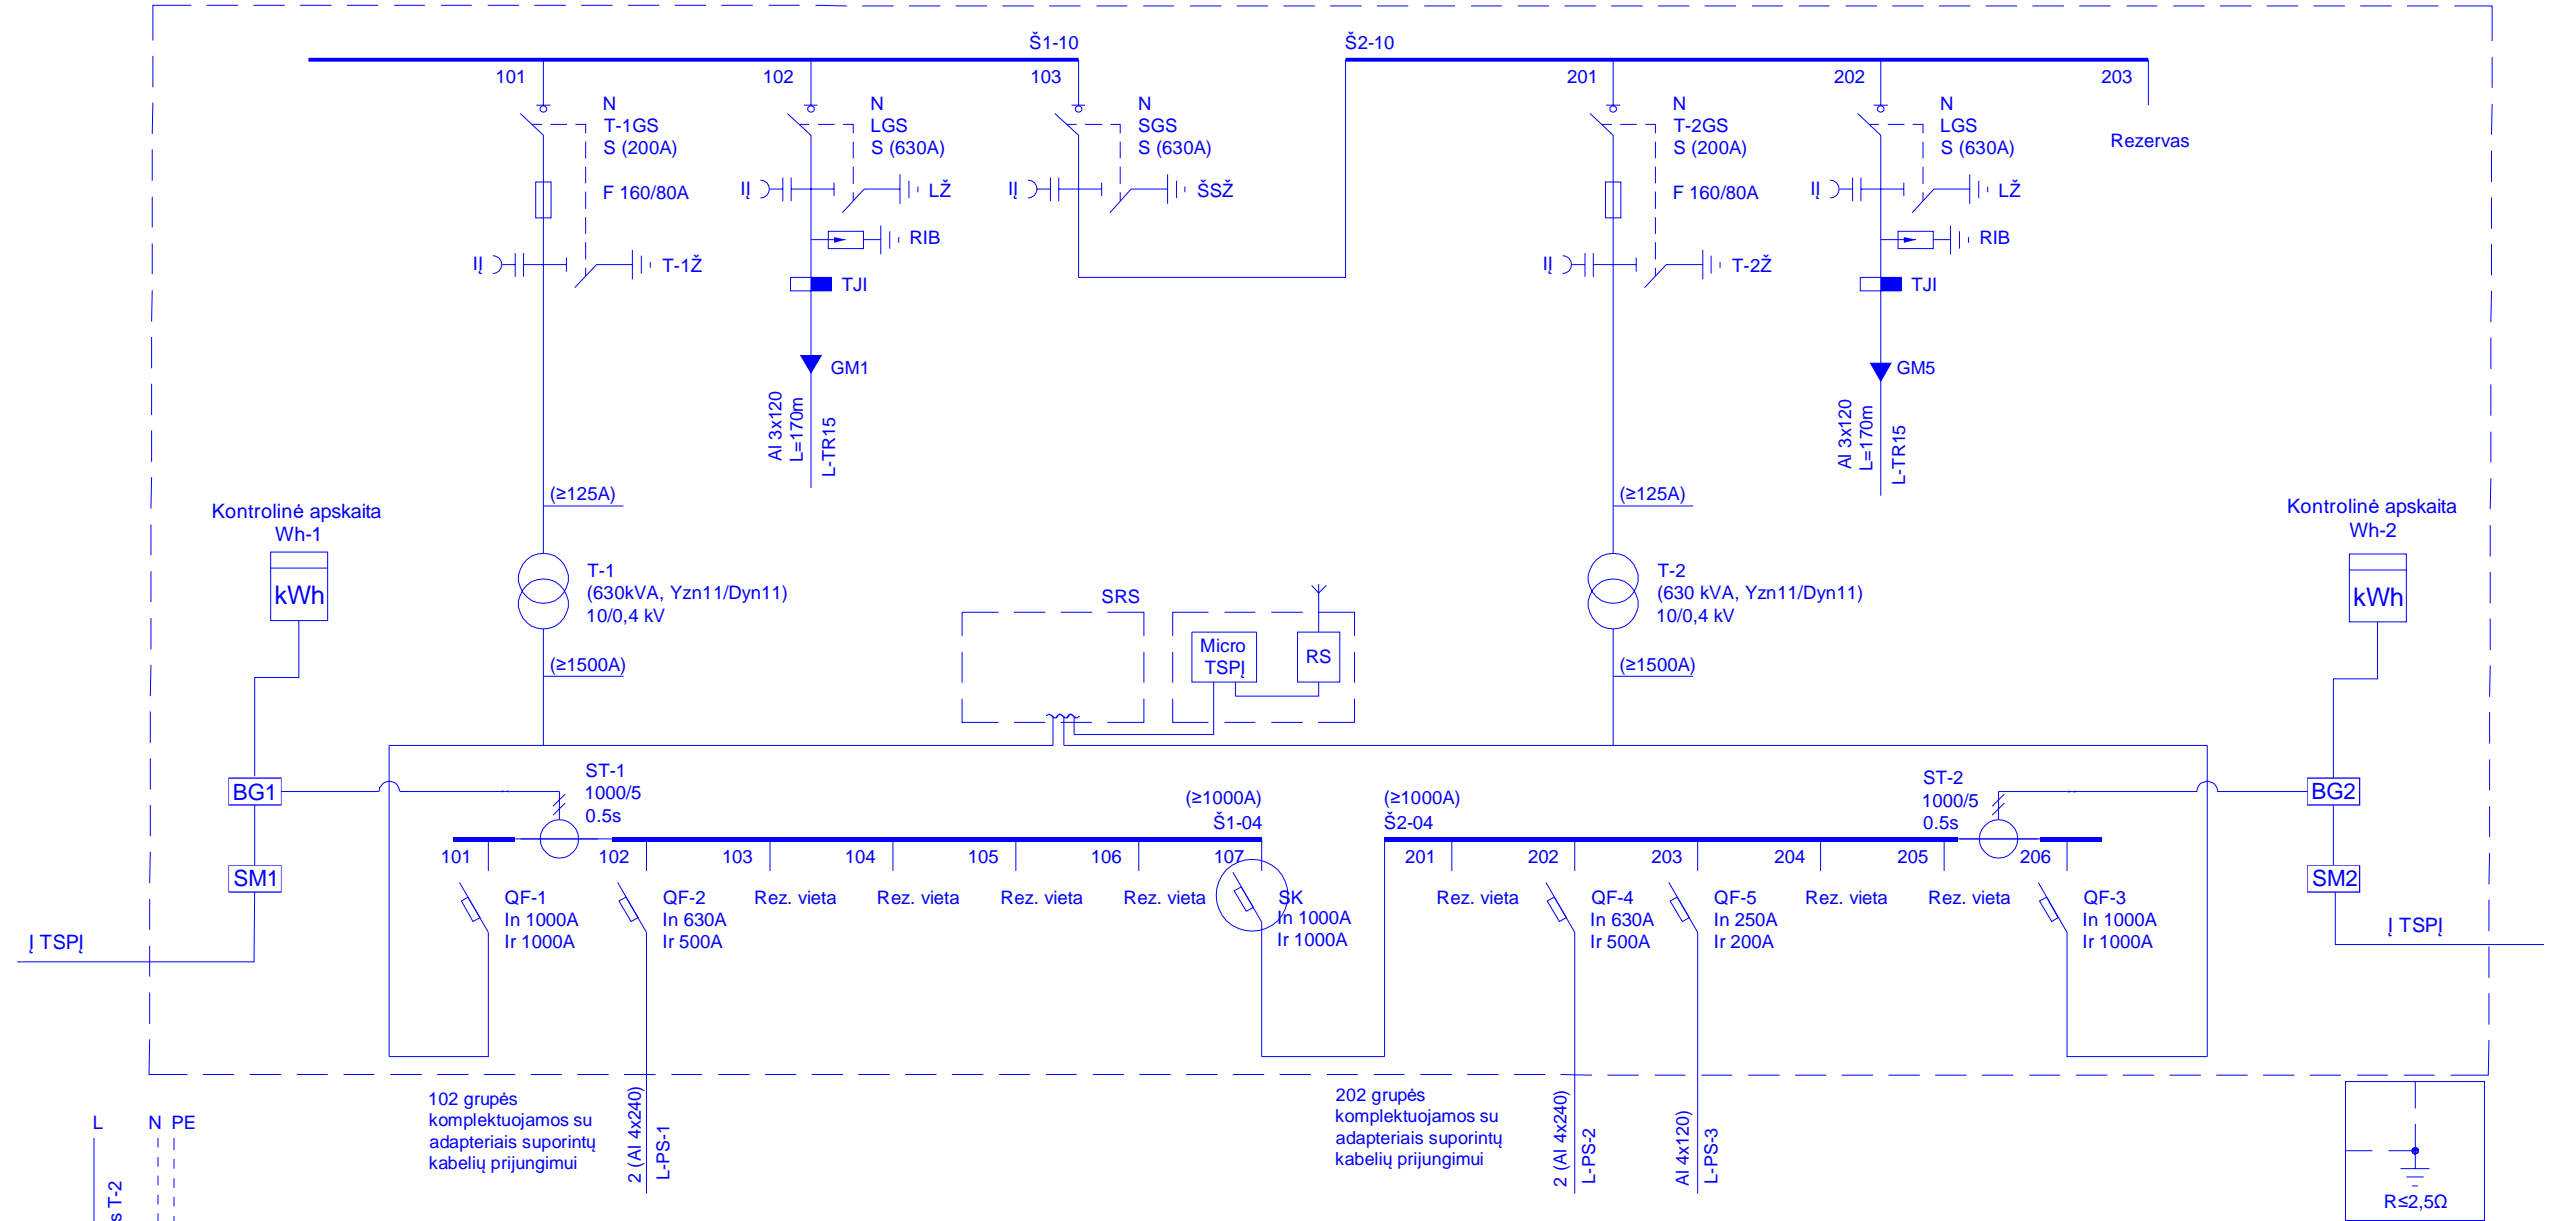 Š1-10
Š2-10
101
102
103
201
202
203
N
T-1GS
S (200A)
F 160/80A
IĮ
T-1Ž
N
LGS
S (630A)
IĮ
LŽ
RIB
TJI
GM1
Al 3x120
L=170m
L-TR15
N
SGS
S (630A)
IĮ
ŠSŽ
N
T-2GS
S (200A)
F 160/80A
IĮ
T-2Ž
N
LGS
S (630A)
IĮ
LŽ
RIB
TJI
GM5
Al 3x120
L=170m
L-TR15
Rezervas
(≥125A)
(≥125A)
Kontrolinė apskaita
Wh-1
kWh
T-1
(630kVA, Yzn11/Dyn11)
10/0,4 kV
(≥1500A)
SRS
Micro
TSPĮ
RS
T-2
(630 kVA, Yzn11/Dyn11)
10/0,4 kV
(≥1500A)
Kontrolinė apskaita
Wh-2
kWh
BG1
SM1
Į TSPĮ
ST-1
1000/5
0.5s
(≥1000A)
Š1-04
(≥1000A)
Š2-04
ST-2
1000/5
0.5s
BG2
SM2
Į TSPĮ
101
102
103
104
105
106
107
201
202
203
204
205
206
QF-1
In 1000A
Ir 1000A
QF-2
In 630A
Ir 500A
Rez. vieta
Rez. vieta
Rez. vieta
Rez. vieta
SK
In 1000A
Ir 1000A
Rez. vieta
QF-4
In 630A
Ir 500A
QF-5
In 250A
Ir 200A
Rez. vieta
Rez. vieta
QF-3
In 1000A
Ir 1000A
102 grupės
komplektuojamos su
adapteriais suporintų
kabelių prijungimui
2 (Al 4x240)
L-PS-1
202 grupės
komplektuojamos su
adapteriais suporintų
kabelių prijungimui
2 (Al 4x240)
L-PS-2
Al 4x120)
L-PS-3
L
N
PE
s T-2
R≤2,5Ω